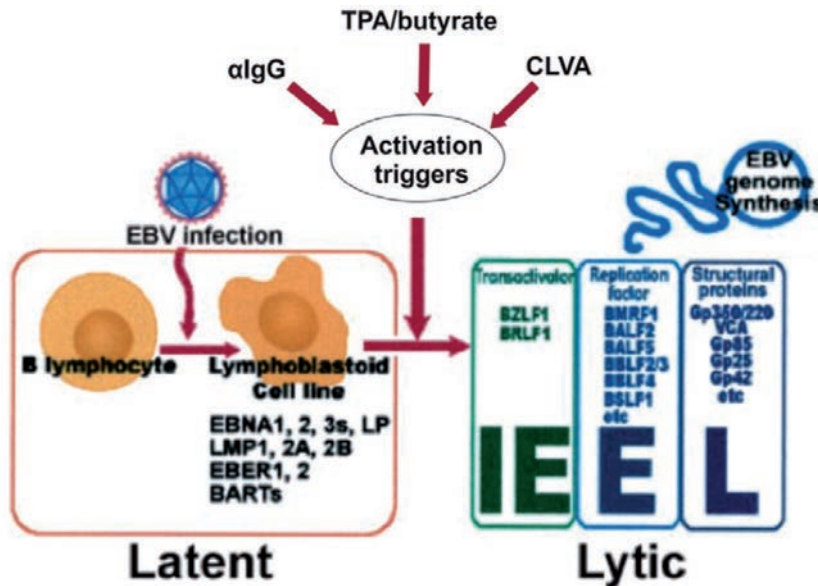 TPA/butyrate
αIgG
CLVA
Activation
triggers
EBV infection
EBV
genome
Synthesis
B lymphocyte
Lymphoblastoid
Cell line
EBNA1, 2, 3s, LP
LMP1, 2A, 2B
EBER1, 2
BARTs
Latent
Transactivator
BZLF1
BRLF1
IE
Replication
factor
BMRF1
BALF2
BALF5
BBLF2/3
BBLF4
BSLF1
etc
E
Structural
proteins
Gp350/220
VCA
Gp85
Gp25
Gp42
etc
L
Lytic